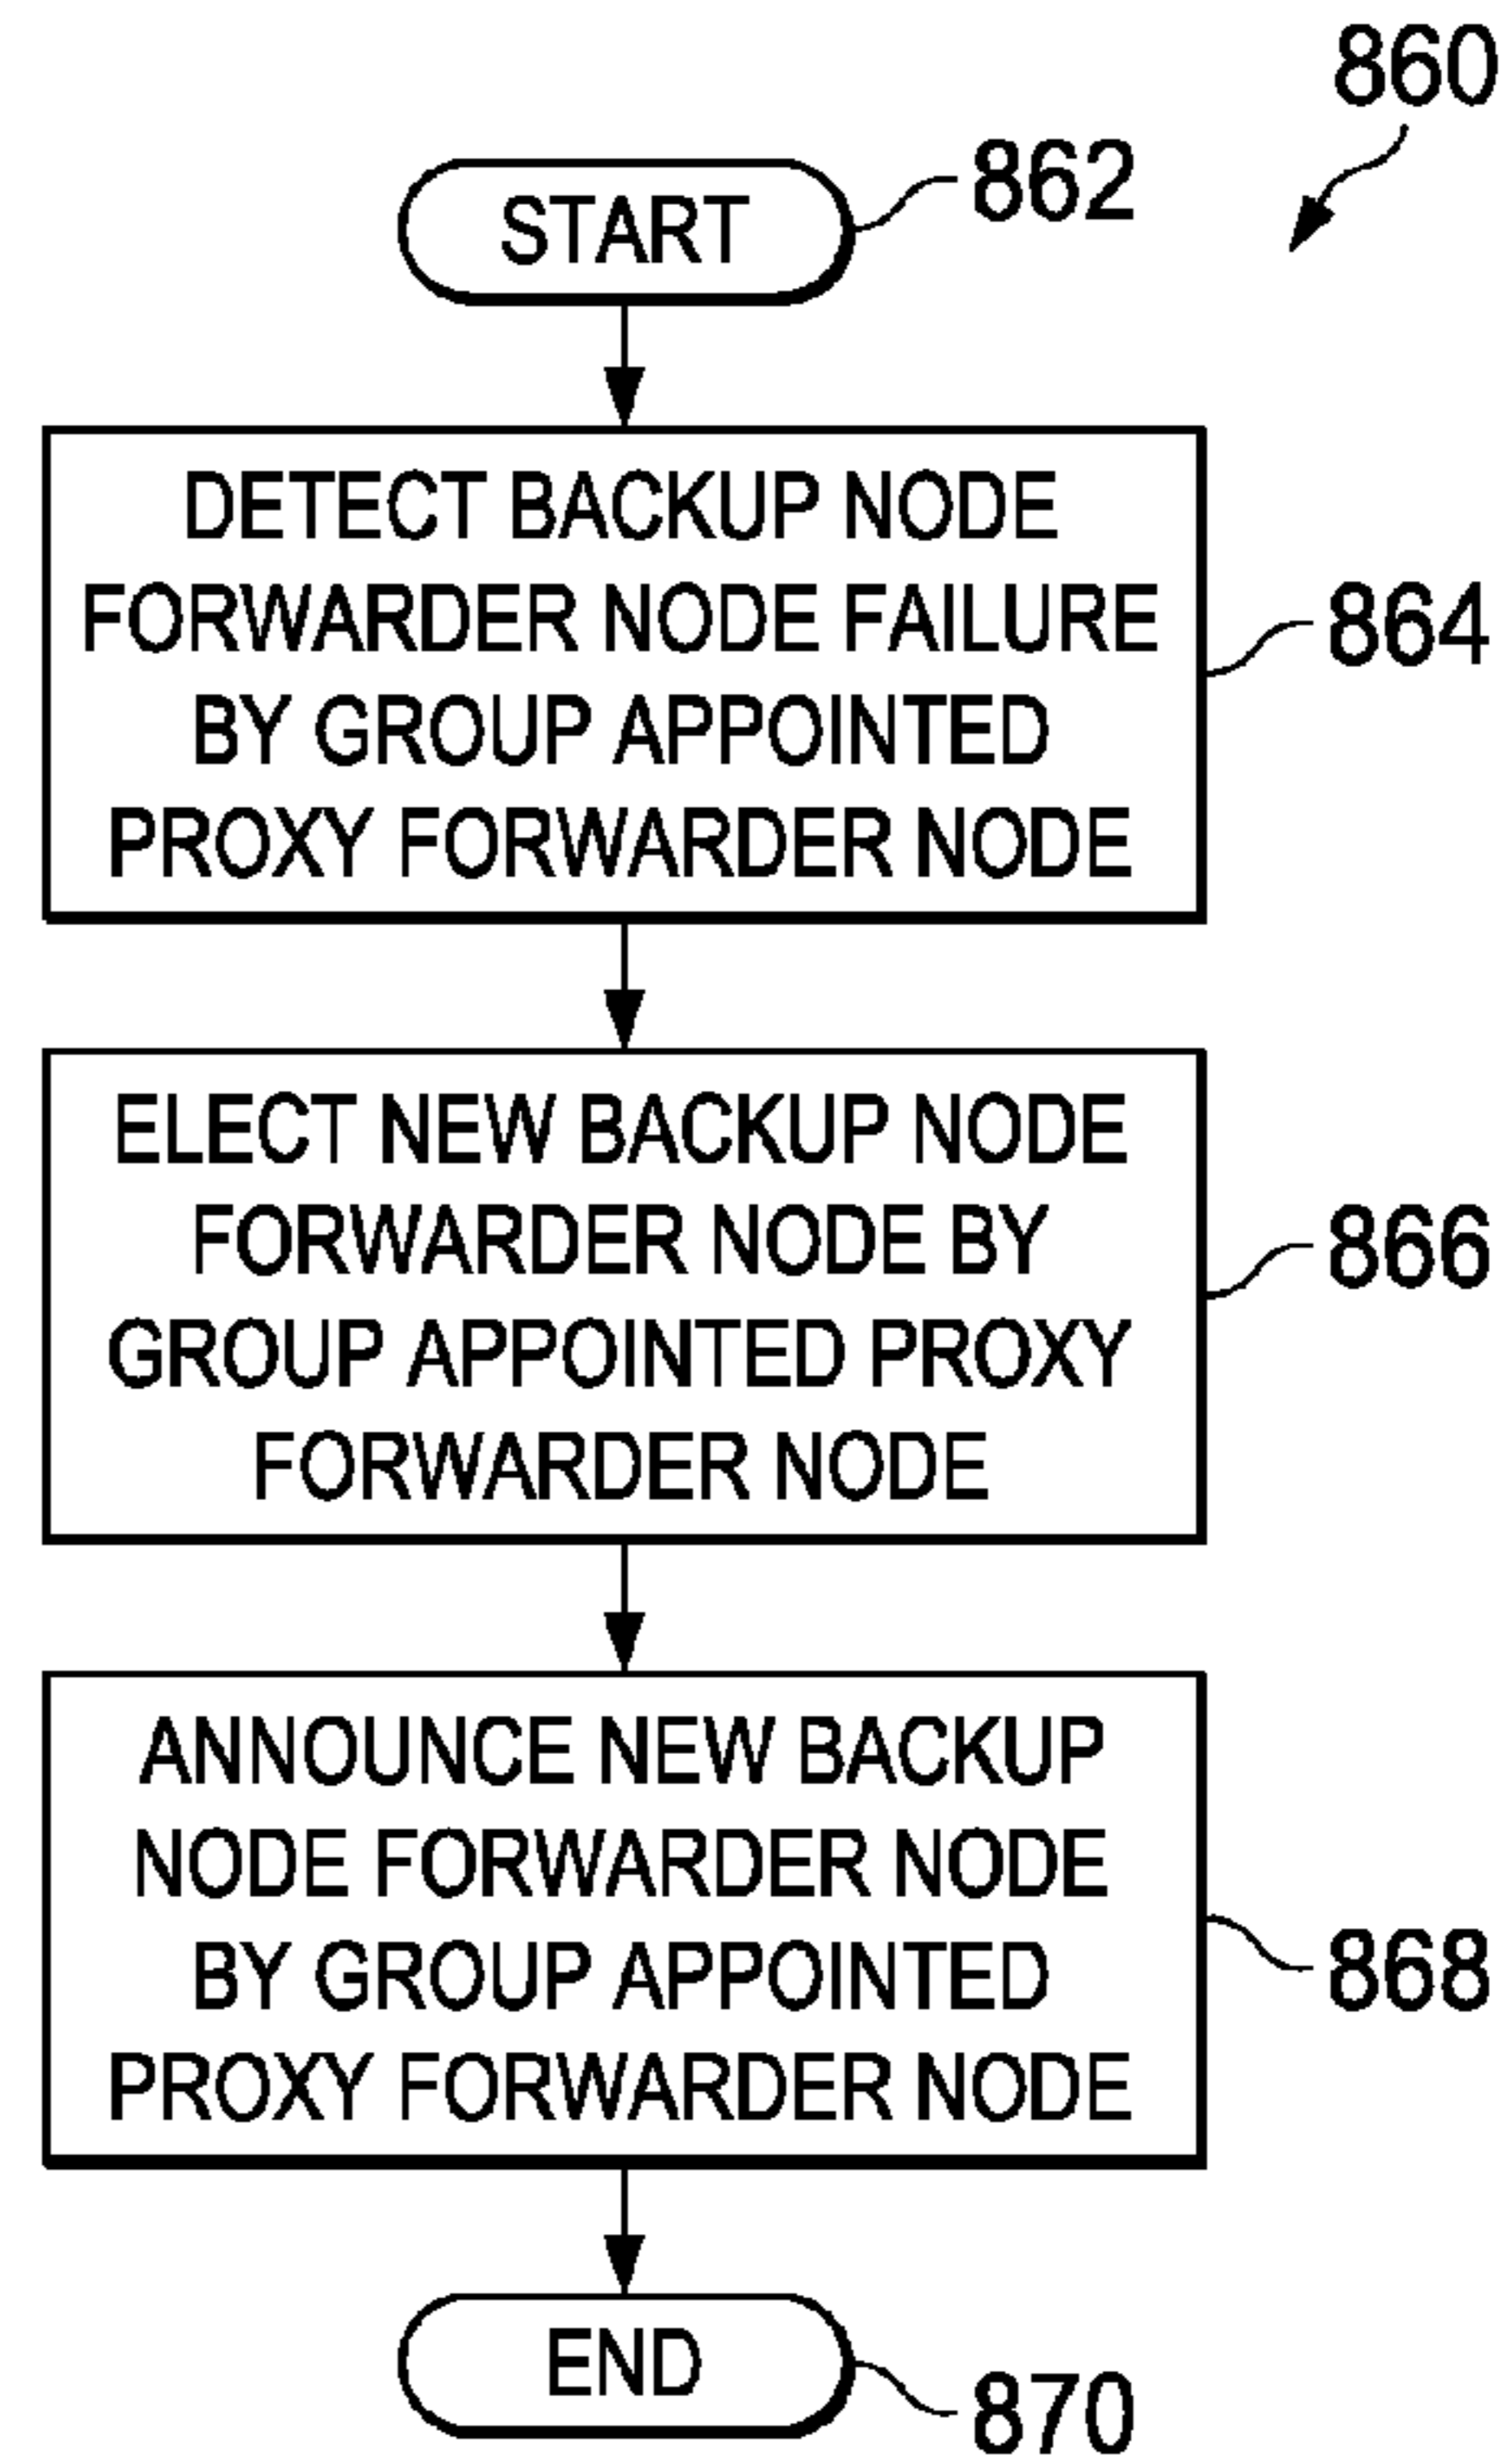 860
START
862
DETECT BACKUP NODE
FORWARDER NODE FAILURE
BY GROUP APPOINTED
PROXY FORWARDER NODE
864
ELECT NEW BACKUP NODE
FORWARDER NODE BY
GROUP APPOINTED PROXY
FORWARDER NODE
866
ANNOUNCE NEW BACKUP
NODE FORWARDER NODE
BY GROUP APPOINTED
PROXY FORWARDER NODE
868
END
870